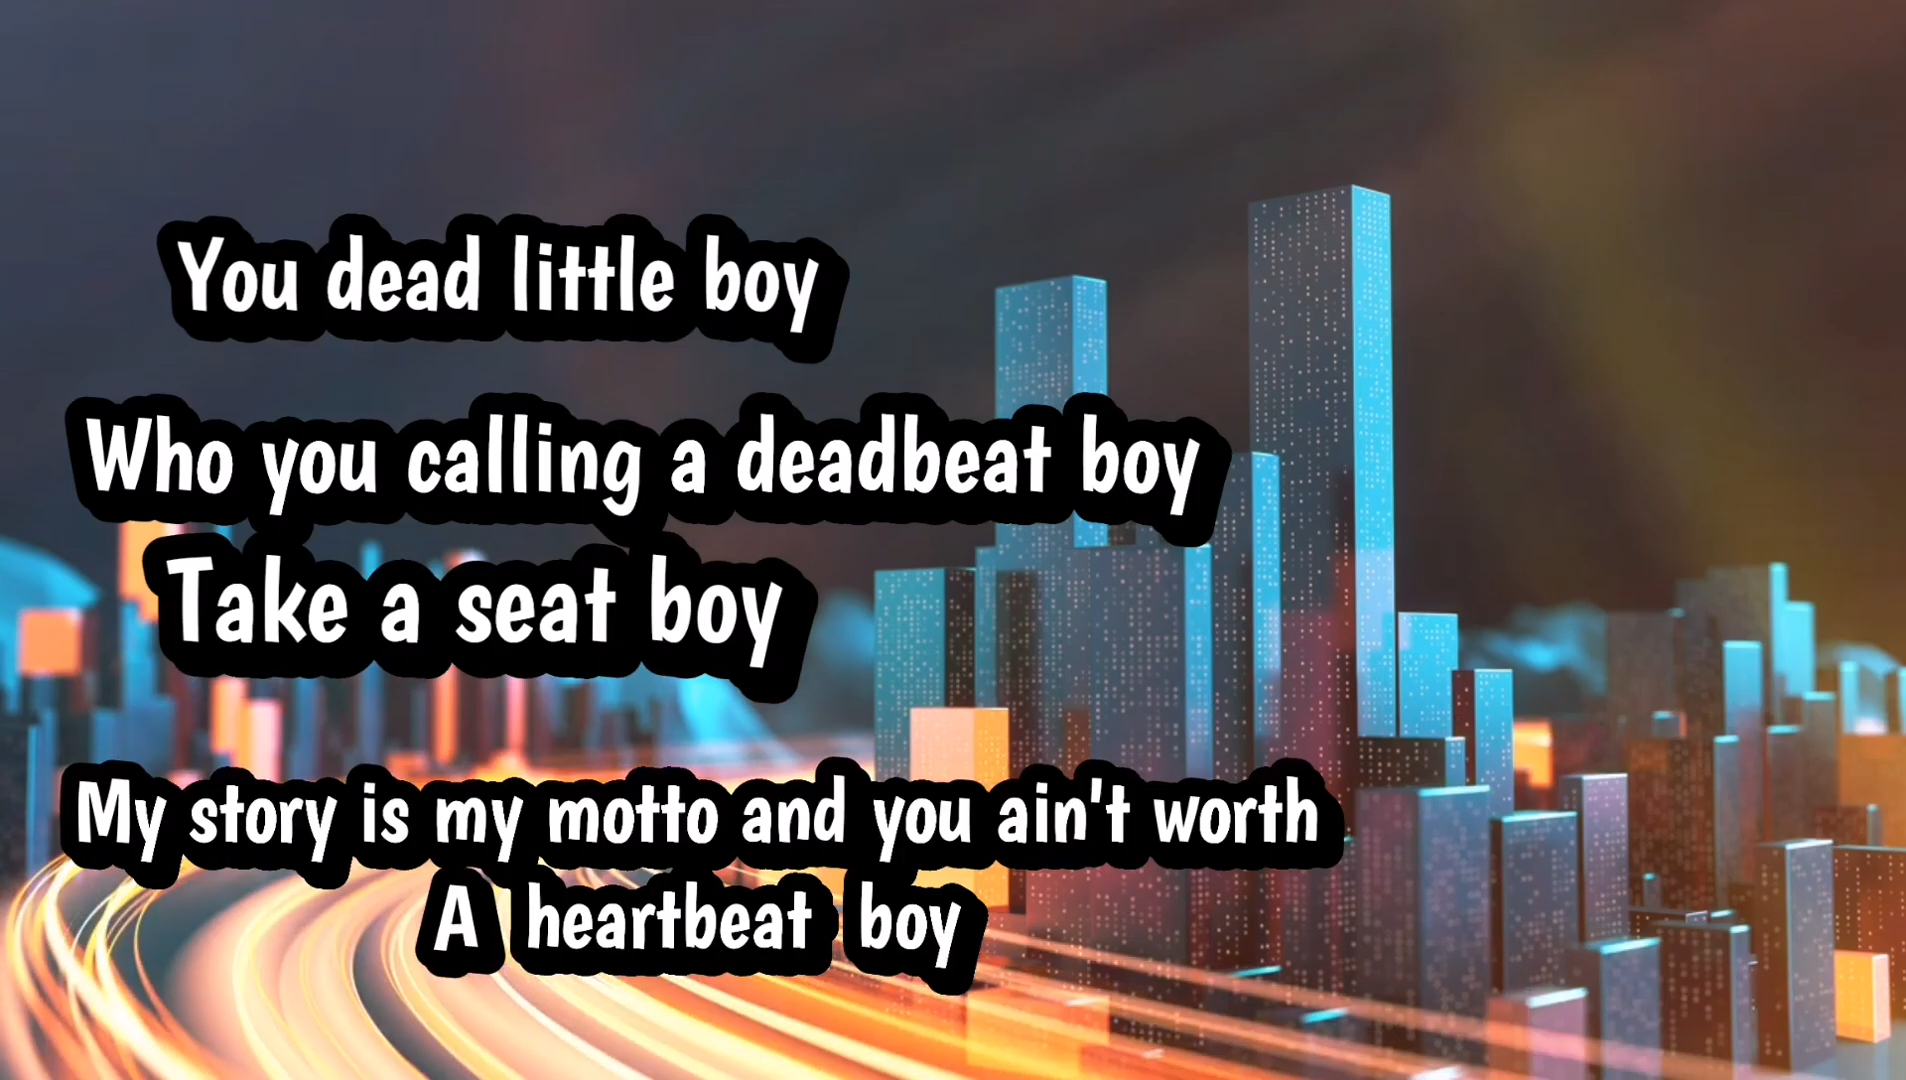 You dead little boy
Who you calling a deadbeat boy
Take a seat boy
My story is my motto and you ain't worth
A heartbeat boy